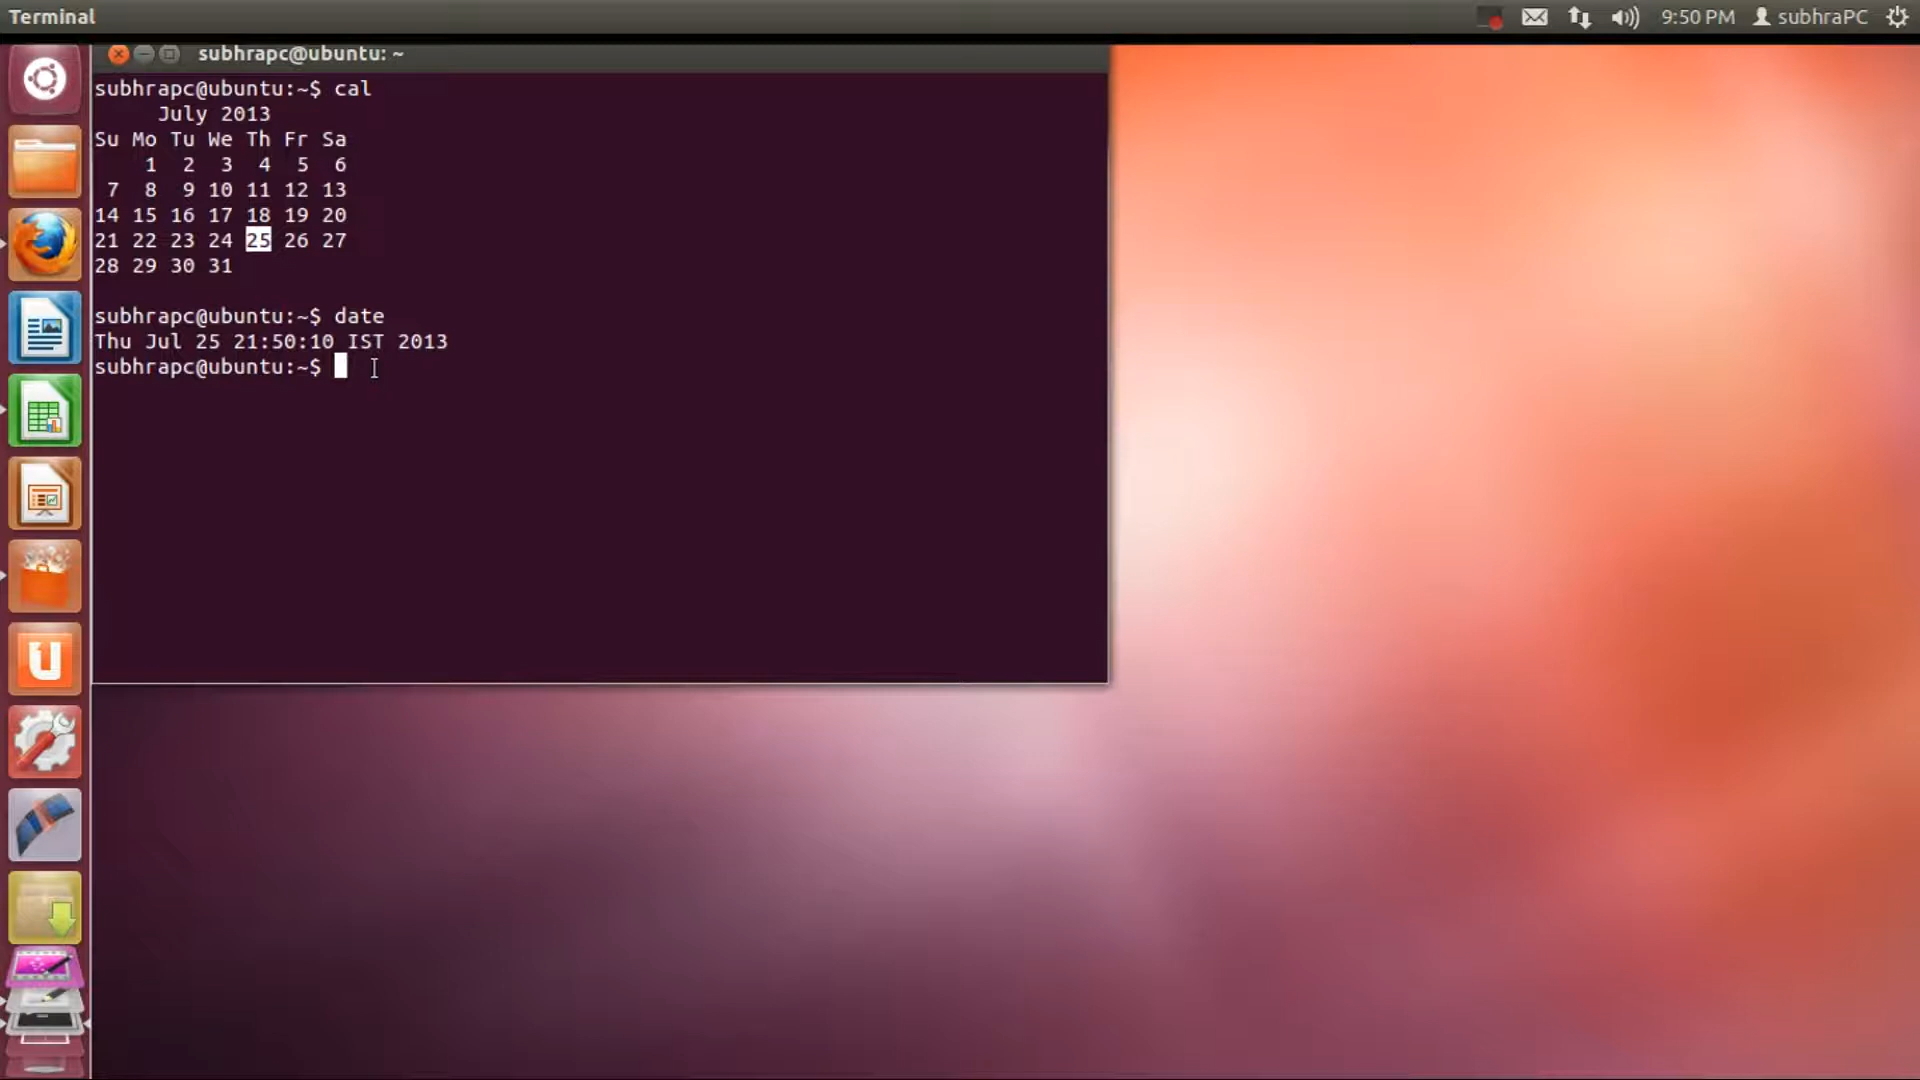 Terminal
9:50 PM
subhraPC
subhrapc@ubuntu: ~
subhrapc@ubuntu:~$ cal
July 2013
Su Mo Tu We Th Fr Sa
1 2 3 4 5 6
7 8 9 10 11 12 13
14 15 16 17 18 19 20
21 22 23 24 25 26 27
28 29 30 31
subhrapc@ubuntu:~$ date
Thu Jul 25 21:50:10 IST 2013
subhrapc@ubuntu:~$
U